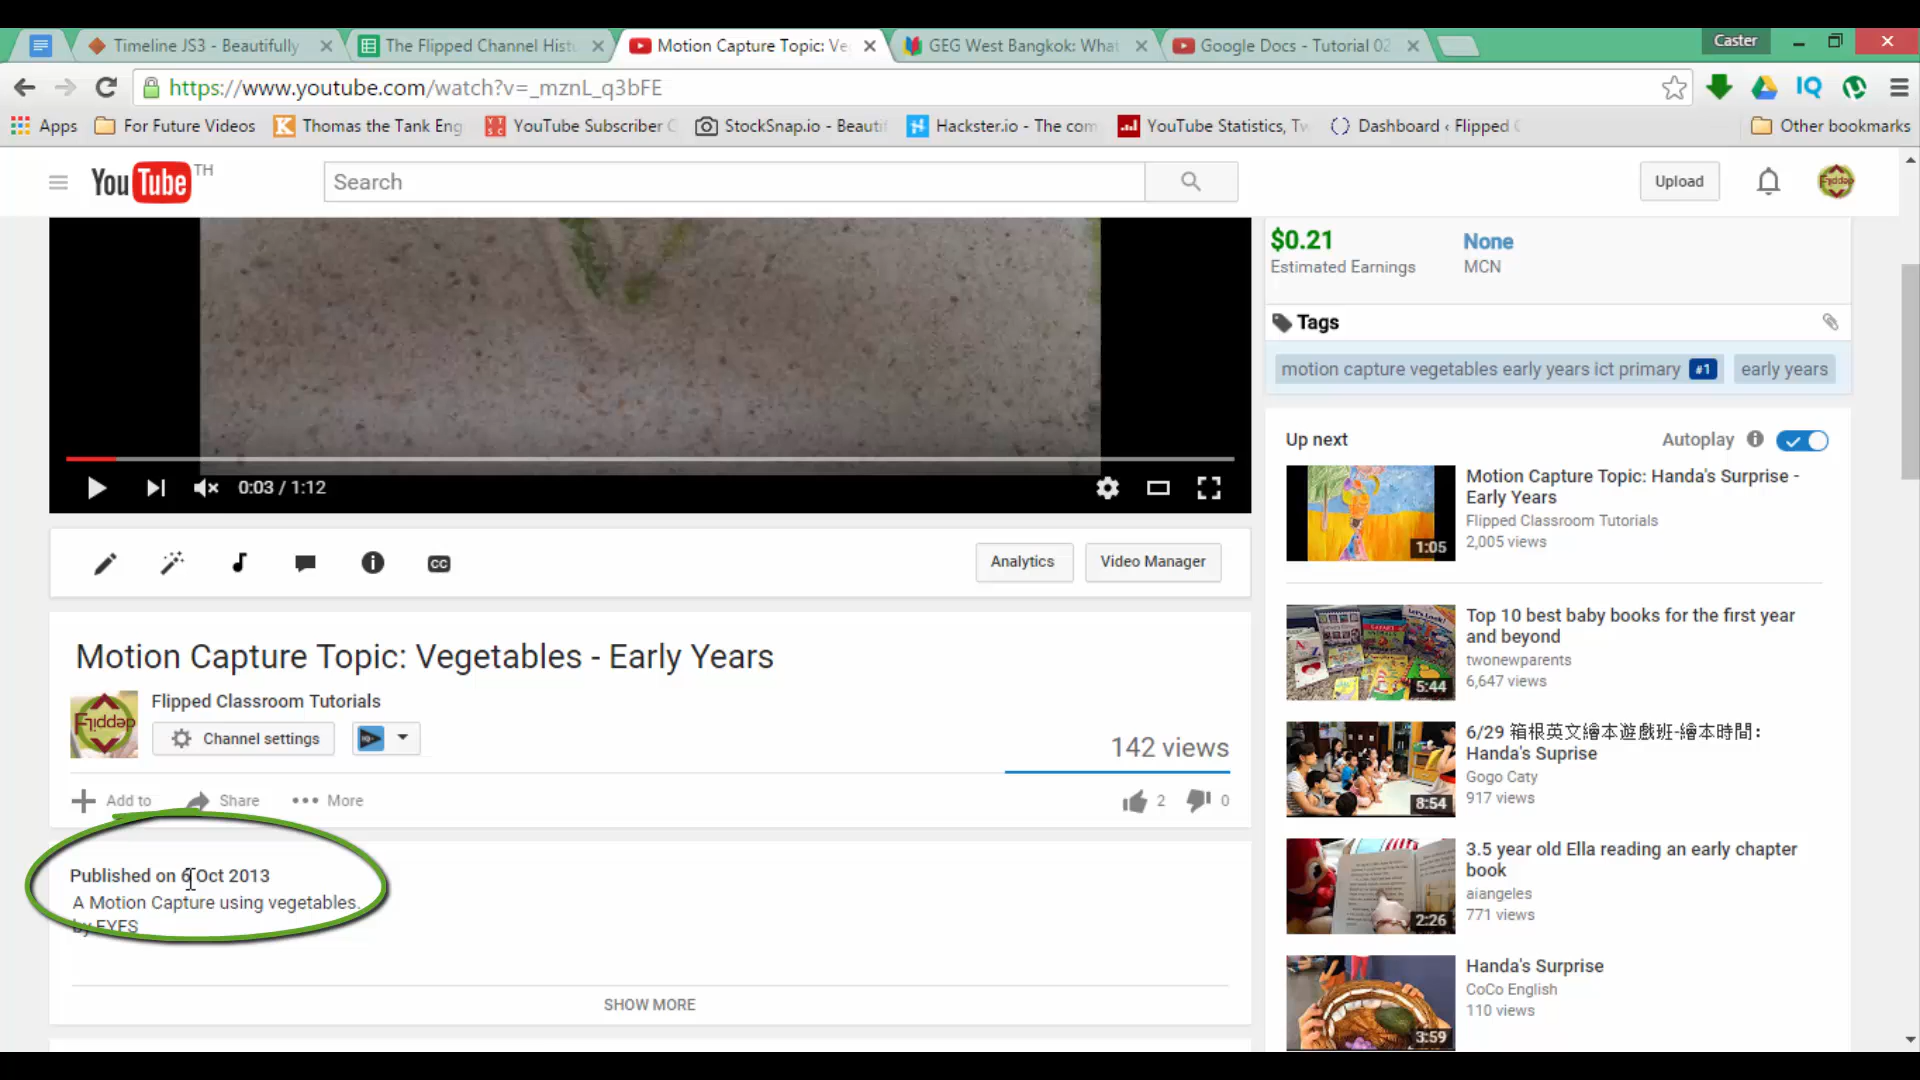 Timeline JS3 - Beautifully
The Flipped Channel Histo
Motion Capture Topic: Ve
GEG West Bangkok: What
Google Docs - Tutorial 02
Caster
https://www.youtube.com/watch?v=_mznL_q3bFE
IQ
Apps
For Future Videos
Thomas the Tank Eng
YouTube Subscriber C
StockSnap.io - Beautif
Hackster.io - The com
YouTube Statistics, Tw
Dashboard ‹ Flipped C
Other bookmarks
YouTube TH
Search
Upload
Flipped
$0.21
None
Estimated Earnings
MCN
Tags
motion capture vegetables early years ict primary #1
early years
0:03 / 1:12
Up next
Autoplay
Motion Capture Topic: Handa's Surprise -
Early Years
Flipped Classroom Tutorials
2,005 views
1:05
CC
Analytics
Video Manager
Top 10 best baby books for the first year
and beyond
twonewparents
6,647 views
5:44
Motion Capture Topic: Vegetables - Early Years
Flipped Classroom Tutorials
Flipped
Channel settings
142 views
6/29 箱根英文繪本遊戲班-繪本時間:
Handa's Suprise
Gogo Caty
917 views
8:54
Add to
Share
More
2
0
Published on 6 Oct 2013
A Motion Capture using vegetables.
by EYES
3.5 year old Ella reading an early chapter
book
aiangeles
771 views
2:26
SHOW MORE
Handa's Surprise
CoCo English
110 views
3:59